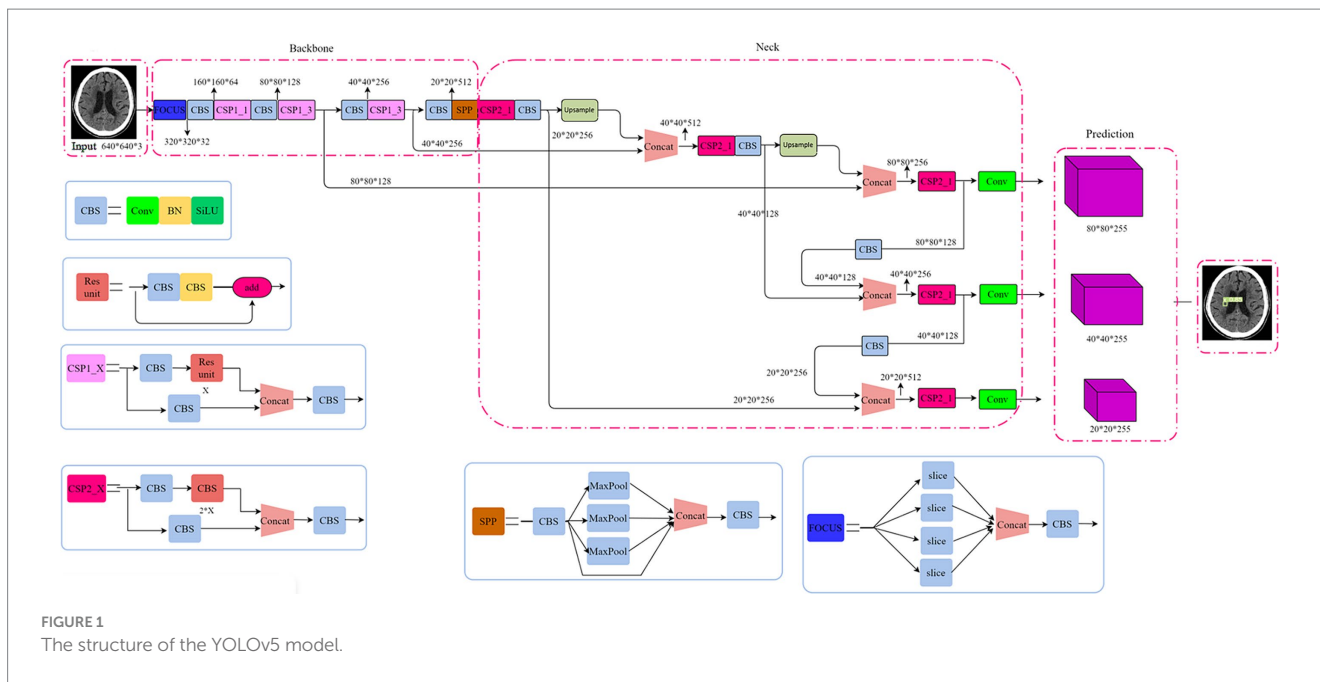 Backbone
Neck
160*160*64
80*80*128
40*40*256
20*20*512
FOCUS
CBS
CSP1_1
CBS
CSP1_3
CBS
CSP1_3
CBS
SPP
CSP2_1
CBS
Upsample
Input 640*640*3
320*320*32
40*40*256
20*20*256
Concat
40*40*512
CSP2_1
CBS
Upsample
Prediction
80*80*128
Concat
80*80*256
CSP2_1
Conv
80*80*255
CBS = Conv BN SiLU
40*40*128
CBS
80*80*128
40*40*128
Concat
40*40*256
CSP2_1
Conv
40*40*255
Res unit = CBS CBS add
CBS
40*40*128
20*20*256
20*20*256
Concat
20*20*512
CSP2_1
Conv
20*20*255
CSP1_X = CBS
Res unit
X
CBS
Concat
CBS
CSP2_X = CBS
CBS
2*X
CBS
Concat
CBS
SPP = CBS
MaxPool
MaxPool
MaxPool
Concat
CBS
FOCUS =
slice
slice
slice
slice
Concat
CBS
FIGURE 1
The structure of the YOLOv5 model.